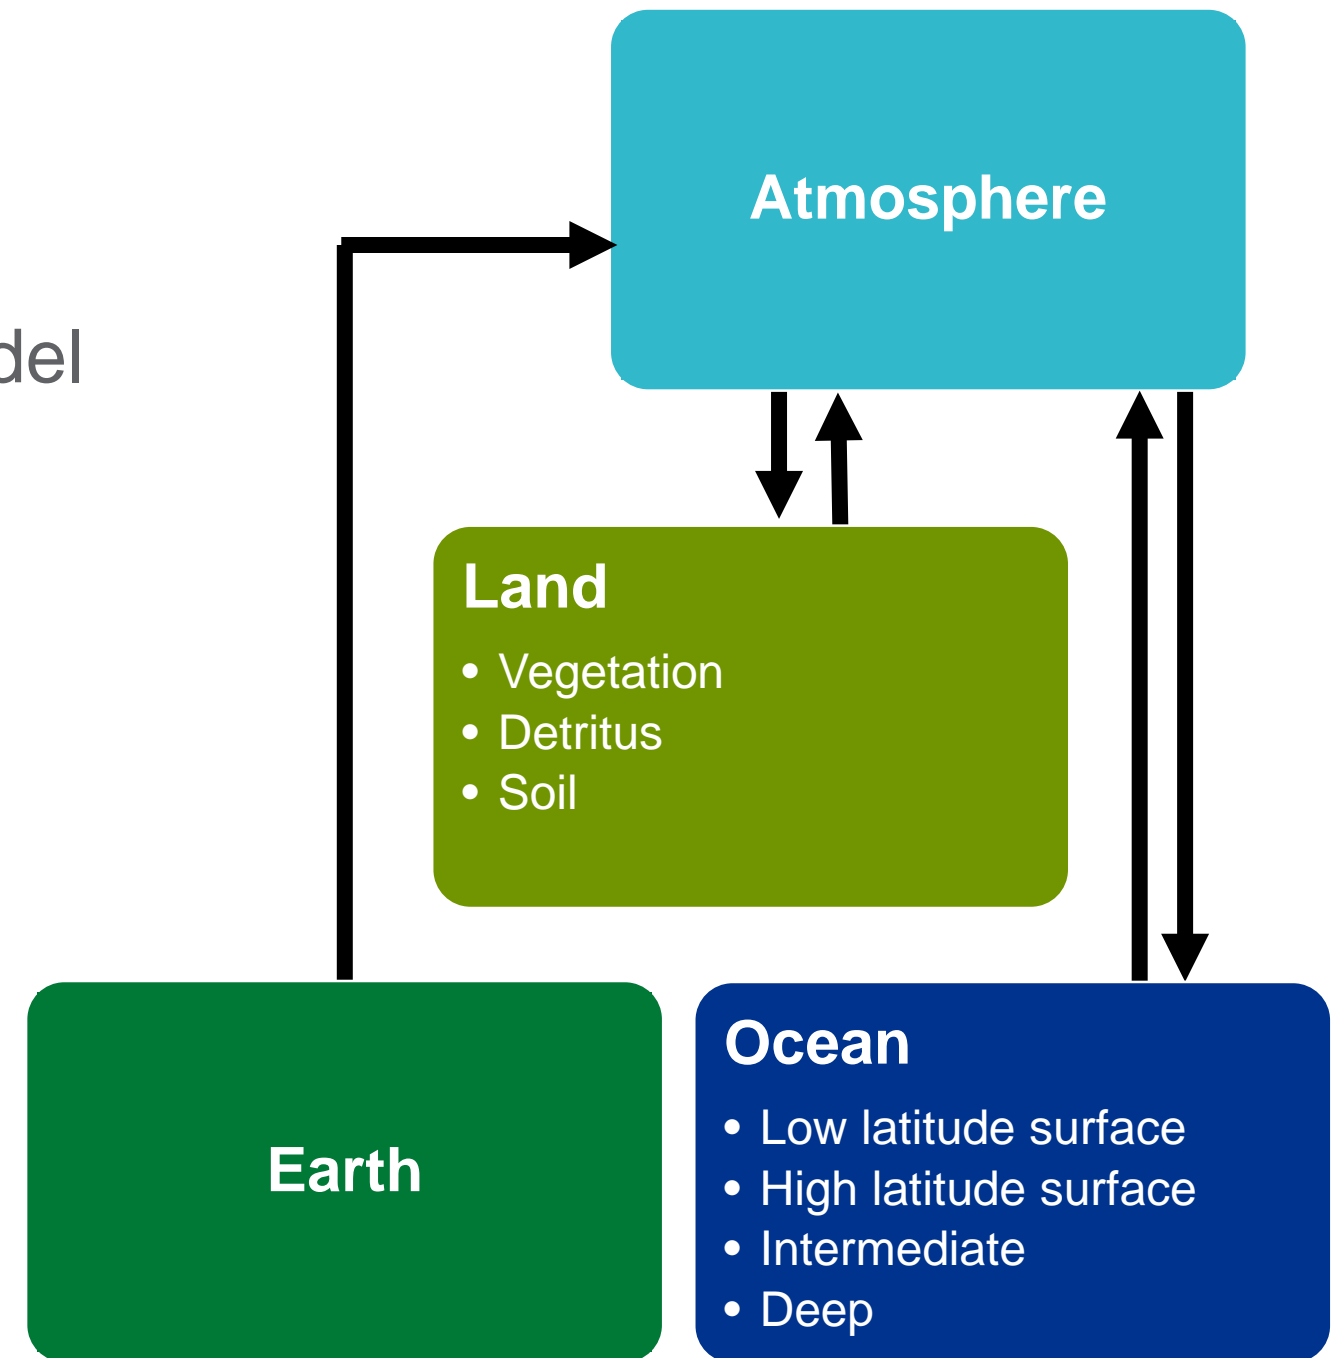 Atmosphere
del
Land
• Vegetation
• Detritus
• Soil
Earth
Ocean
• Low latitude surface
• High latitude surface
• Intermediate
• Deep